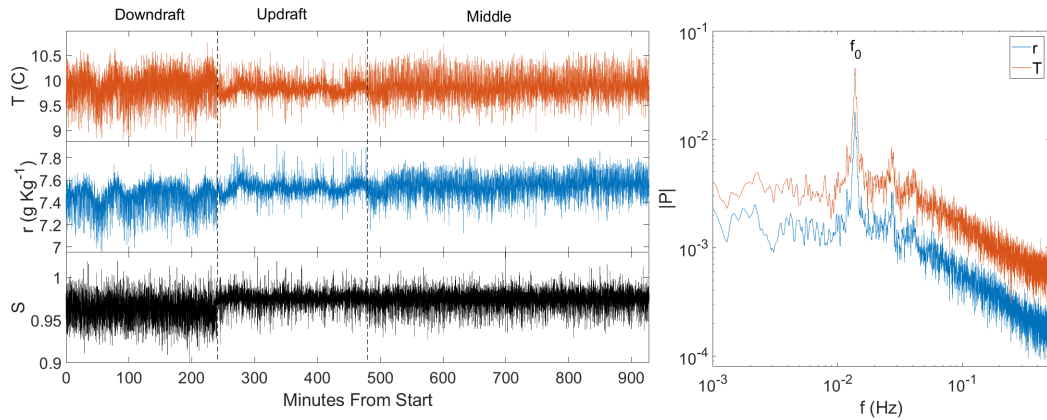 Downdraft Updraft Middle
10.5
10
9.5
9
T (C)
7.8
7.6
7.4
7.2
7
r (g Kg⁻¹)
1
0.95
0.9
S
0 100 200 300 400 500 600 700 800 900
Minutes From Start
10⁻¹
10⁻²
10⁻³
10⁻⁴
|P|
f₀
r
T
10⁻³ 10⁻² 10⁻¹
f (Hz)